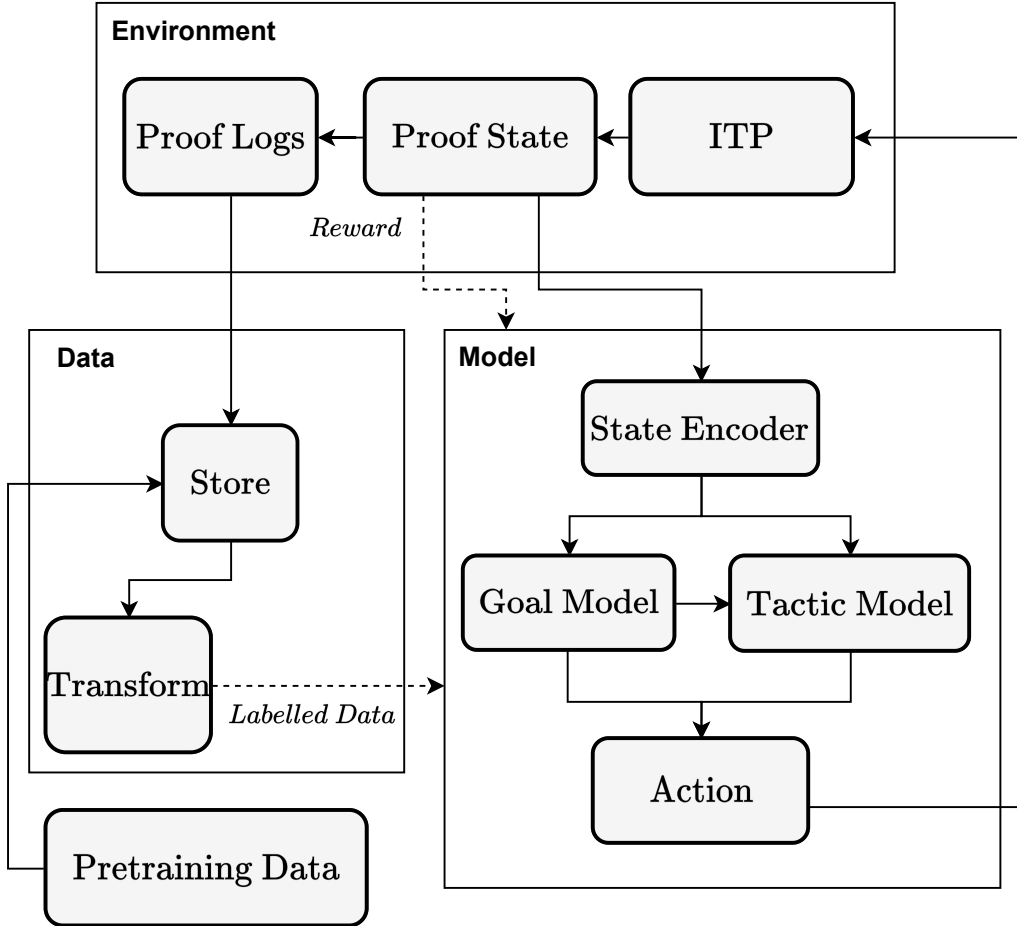 Environment
Proof Logs
Proof State
ITP
Reward
Data
Model
State Encoder
Store
Goal Model
Tactic Model
Transform
Labelled Data
Action
Pretraining Data